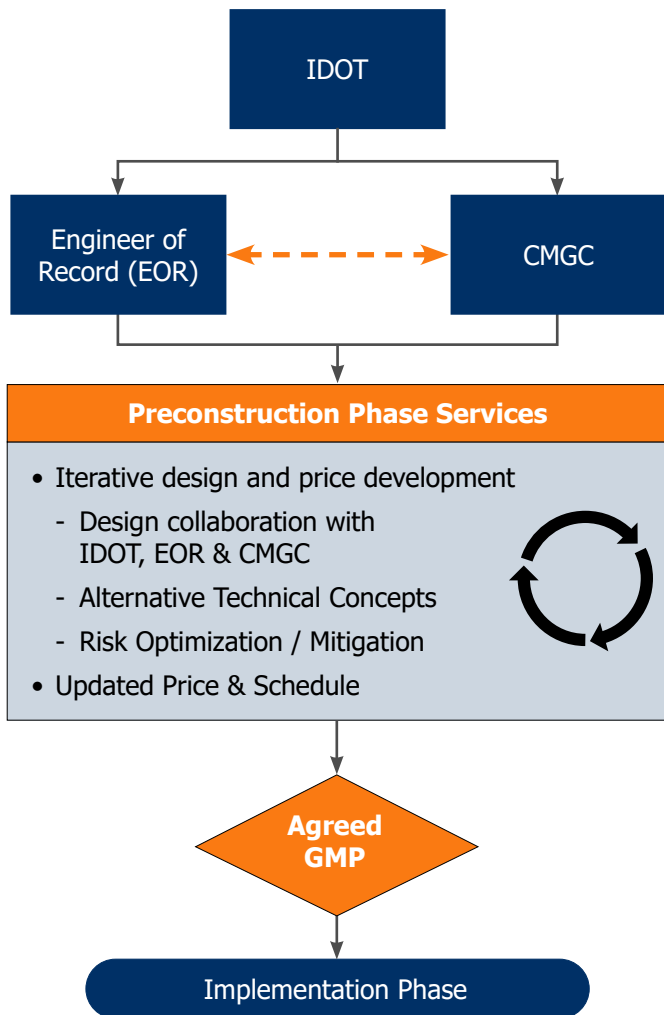 IDOT
Engineer of
Record (EOR)
CMGC
Preconstruction Phase Services
• Iterative design and price development
- Design collaboration with
IDOT, EOR & CMGC
- Alternative Technical Concepts
- Risk Optimization / Mitigation
• Updated Price & Schedule
Agreed
GMP
Implementation Phase